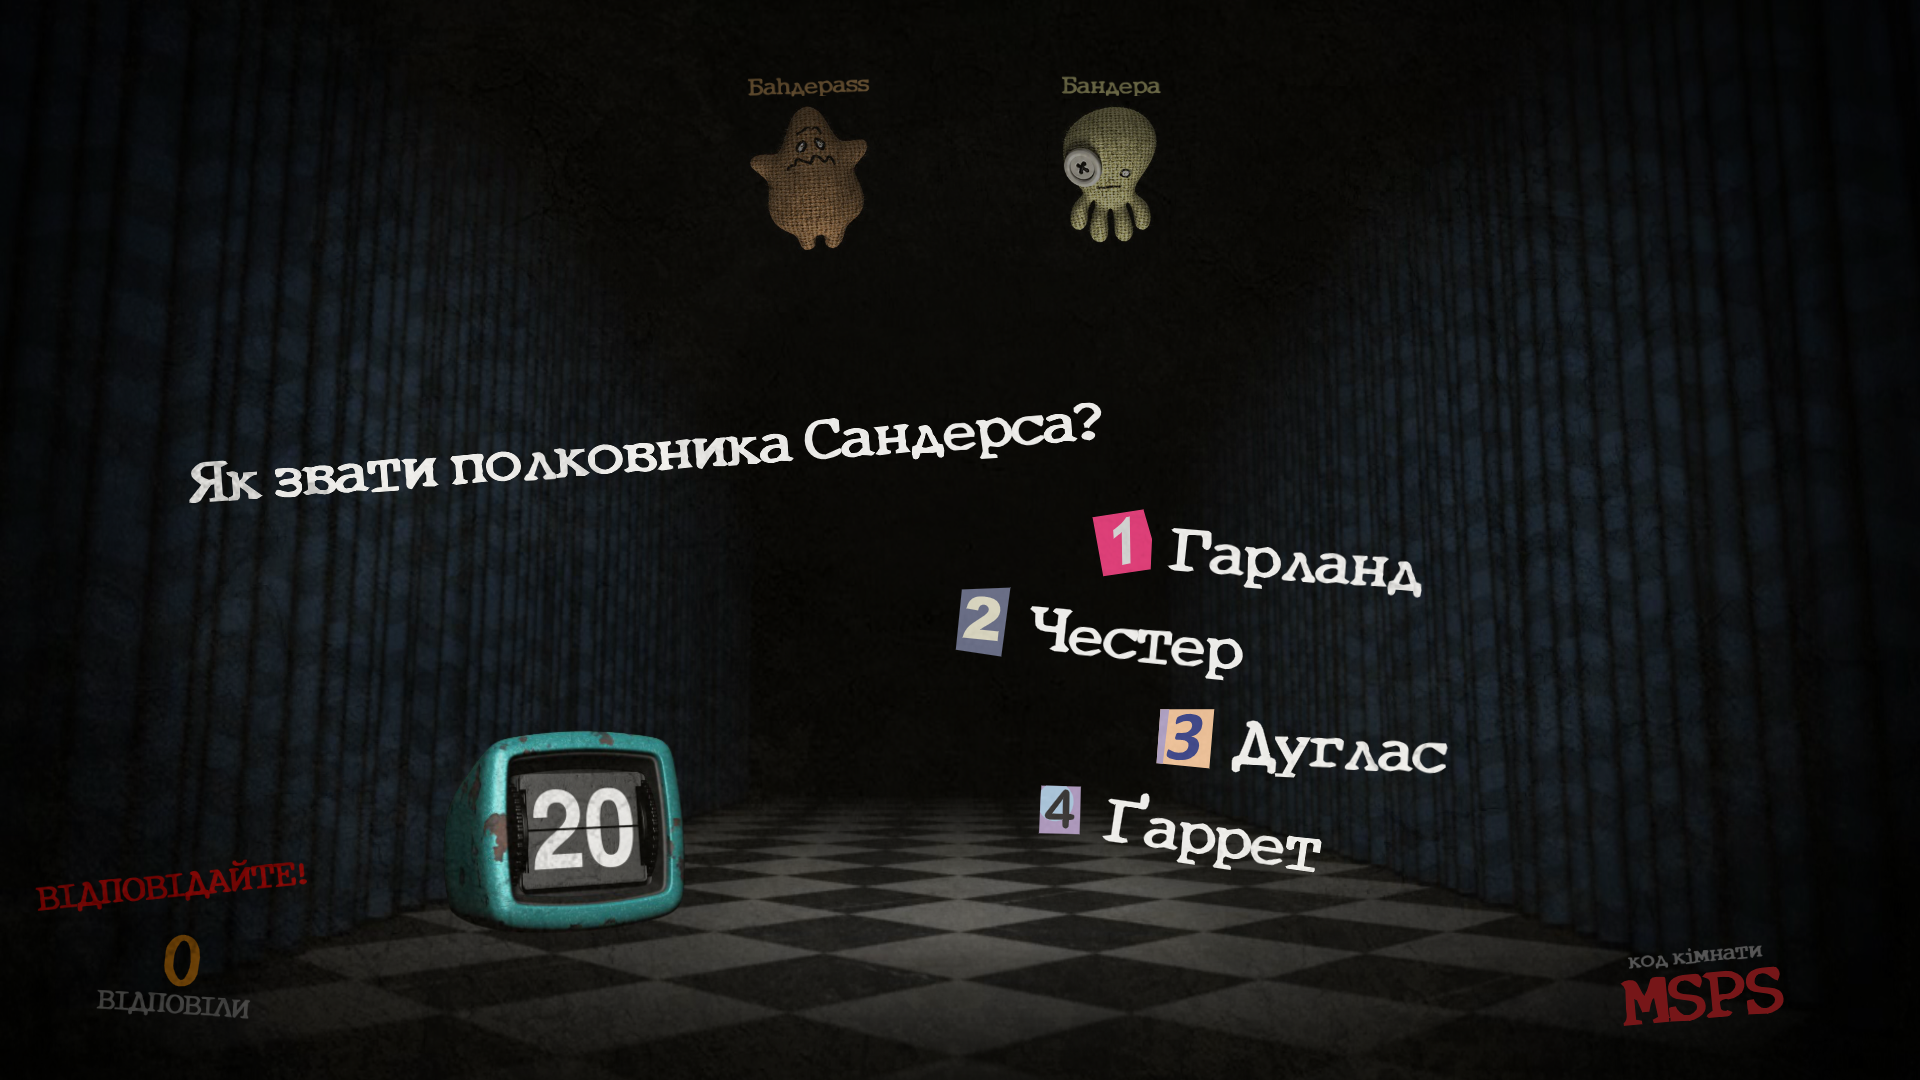 Баhдераss
Бандера
Як звати полковника Сандерса?
1 Гарланд
2 Честер
3 Дуглас
4 Ґаррет
20
ВІДПОВІДАЙТЕ!
0
ВІДПОВІЛИ
код кімнати
MSPS